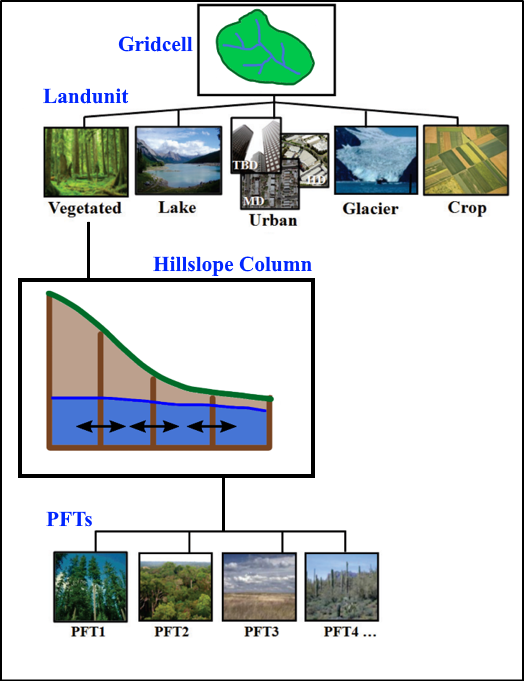 Gridcell
Landunit
TBD
HD
MD
Vegetated
Lake
Urban
Glacier
Crop
Hillslope Column
PFTs
PFT1
PFT2
PFT3
PFT4 ...